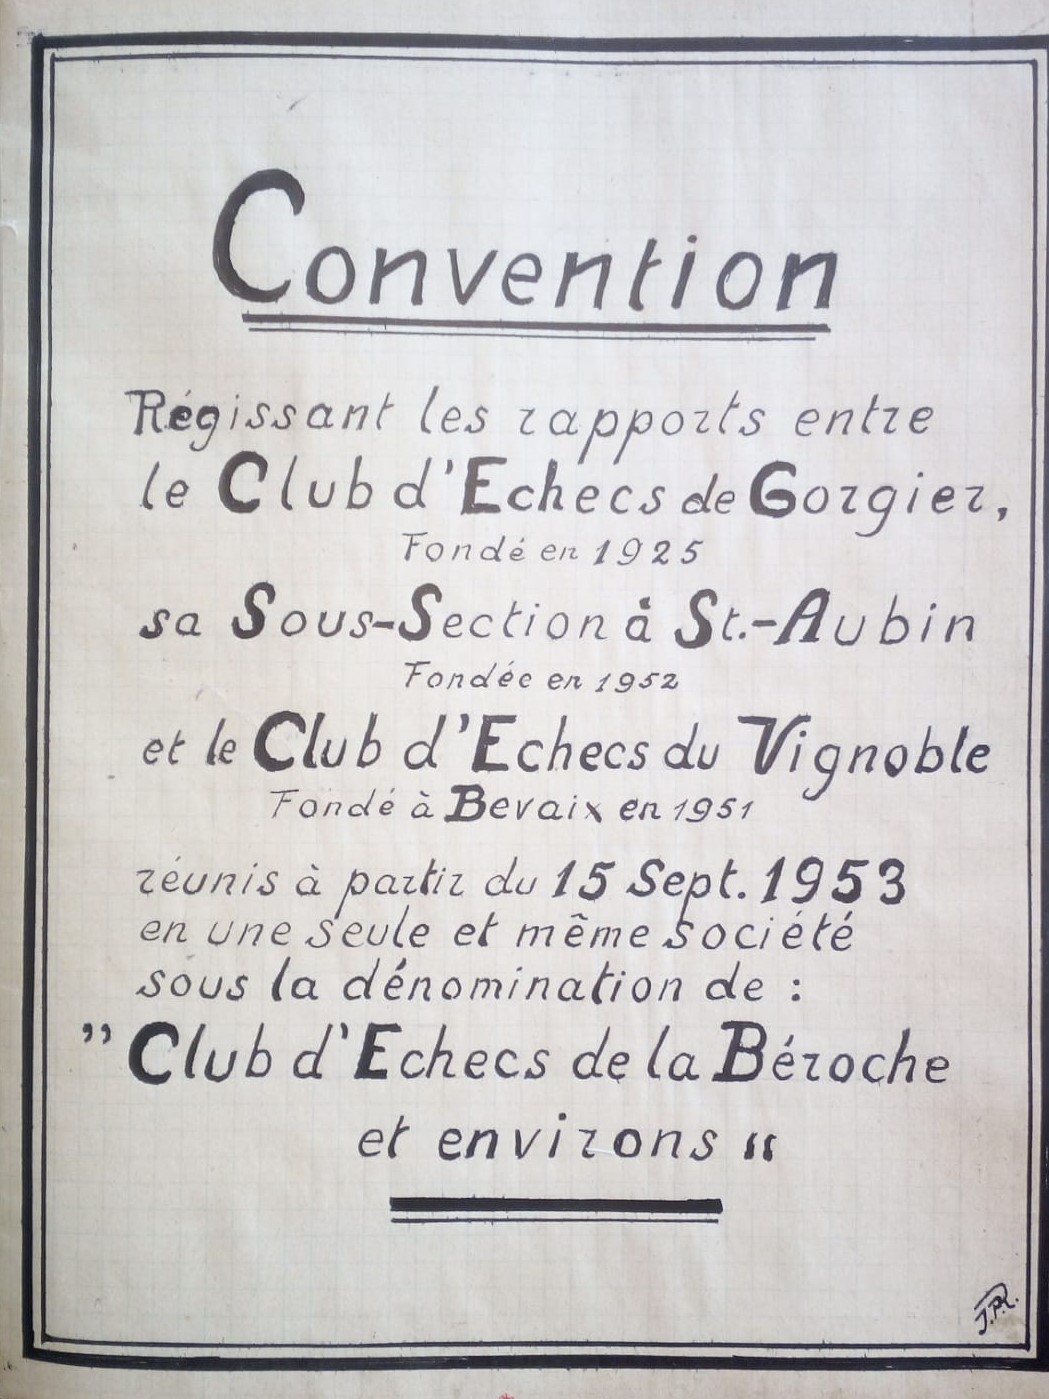 Convention
Régissant les rapports entre
le Club d'Echecs de Gorgier,
Fondé en 1925
sa Sous-Section à St.-Aubin
Fondée en 1952
et le Club d'Echecs du Vignoble
Fondé à Bevaix en 1951
réunis à partir du 15 Sept. 1953
en une seule et même société
sous la dénomination de :
” Club d'Echecs de la Béroche
et environs “
J.P.R.